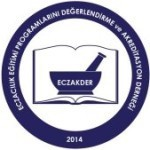 ECZACILIK EĞİTİMİ PROGRAMLARINI DEĞERLENDİRME ve AKREDİTASYON DERNEĞİ
ECZAKDER
2014